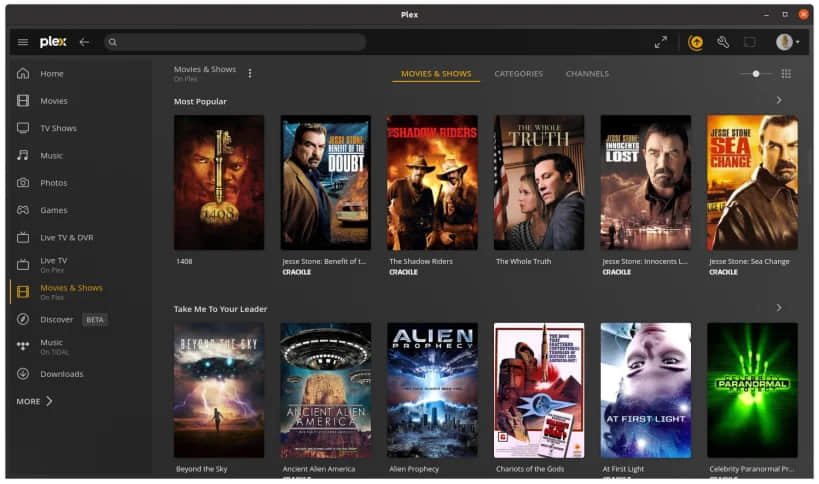 Plex
plex
Home
Movies
TV Shows
Music
Photos
Games
Live TV & DVR
Live TV
On Plex
Movies & Shows
On Plex
Discover BETA
Music
On TIDAL
Downloads
MORE
Movies & Shows
On Plex
MOVIES & SHOWS
CATEGORIES
CHANNELS
Most Popular
1408
JESSE STONE:
BENEFIT OF THE
DOUBT
THE SHADOW RIDERS
THE WHOLE
TRUTH
JESSE STONE:
INNOCENTS
LOST
JESSE STONE
SEA
CHANGE
1408
Jesse Stone: Benefit of t...
CRACKLE
The Shadow Riders
CRACKLE
The Whole Truth
Jesse Stone: Innocents L...
CRACKLE
Jesse Stone: Sea Change
CRACKLE
Take Me To Your Leader
BEYOND THE SKY
ANCIENT ALIEN
AMERICA
ALIEN
PROPHECY
AT FIRST LIGHT
CELEBRITY
PARANORMAL
Beyond the Sky
Ancient Alien America
Alien Prophecy
Chariots of the Gods
At First Light
Celebrity Paranormal Pr...